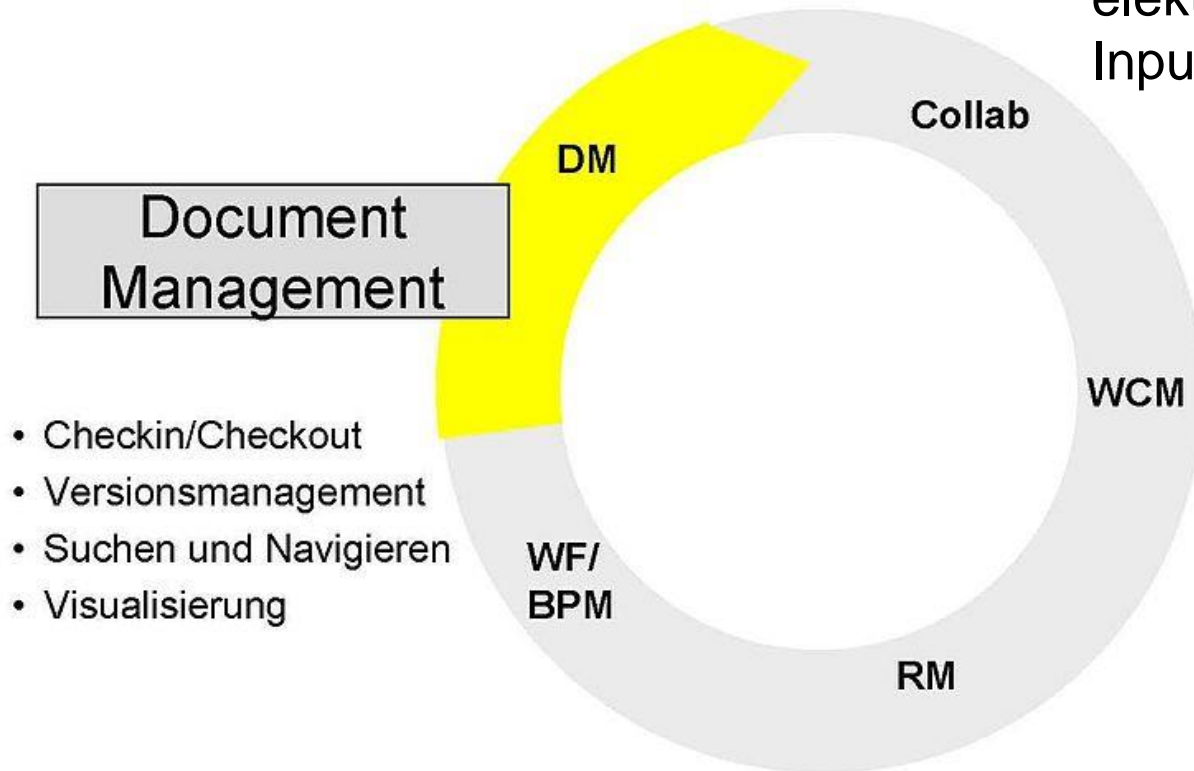 Collab
DM
Document
Management
WCM
• Checkin/Checkout
• Versionsmanagement
• Suchen und Navigieren
• Visualisierung
WF/
BPM
RM